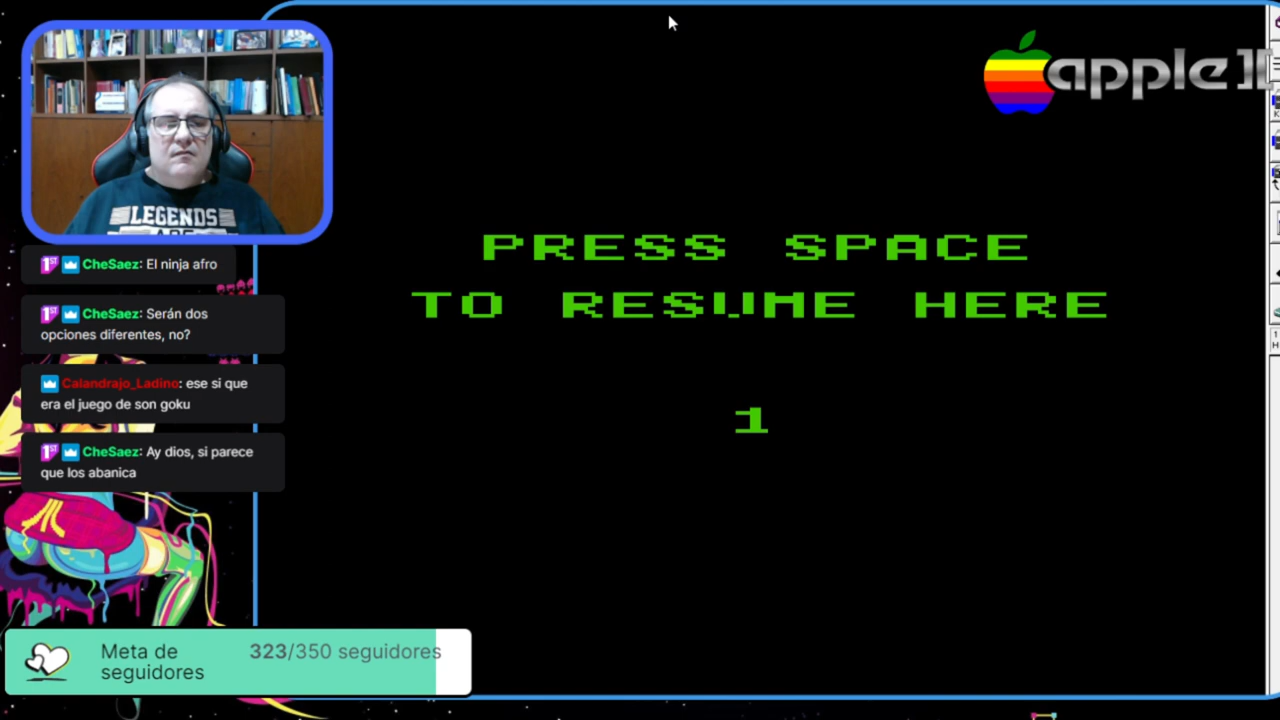 apple ][
LEGENDS
ARE
PRESS SPACE
TO RESUME HERE
1
CheSaez: El ninja afro
CheSaez: Serán dos
opciones diferentes, no?
Calandrajo_Ladino: ese si que
era el juego de son goku
CheSaez: Ay dios, si parece
que los abanica
Meta de
seguidores
323/350 seguidores